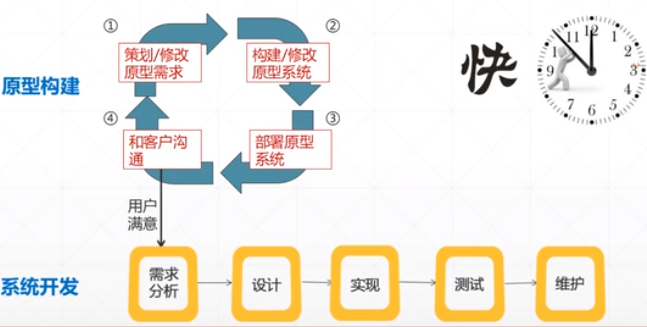 ①
②
策划/修改
原型需求
构建/修改
原型系统
原型构建
快
11 12 1
2
3
4
5
6
7
8
9
④
③
和客户沟
通
部署原型
系统
用户
满意
系统开发
需求
分析
设计
实现
测试
维护